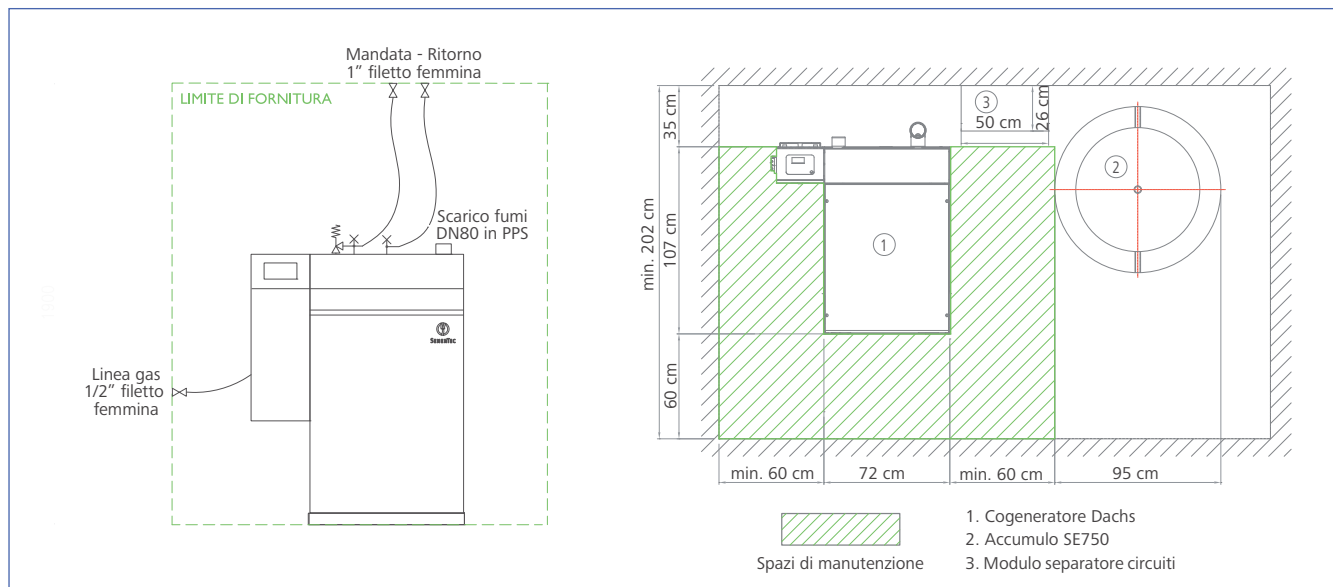 Mandata - Ritorno
1” filetto femmina
LIMITE DI FORNITURA
Scarico fumi
DN80 in PPS
SenerTec
Linea gas
1/2” filetto
femmina
min. 202 cm
35 cm
107 cm
60 cm
3
50 cm
26 cm
2
1
min. 60 cm
72 cm
min. 60 cm
95 cm
Spazi di manutenzione
1. Cogeneratore Dachs
2. Accumulo SE750
3. Modulo separatore circuiti